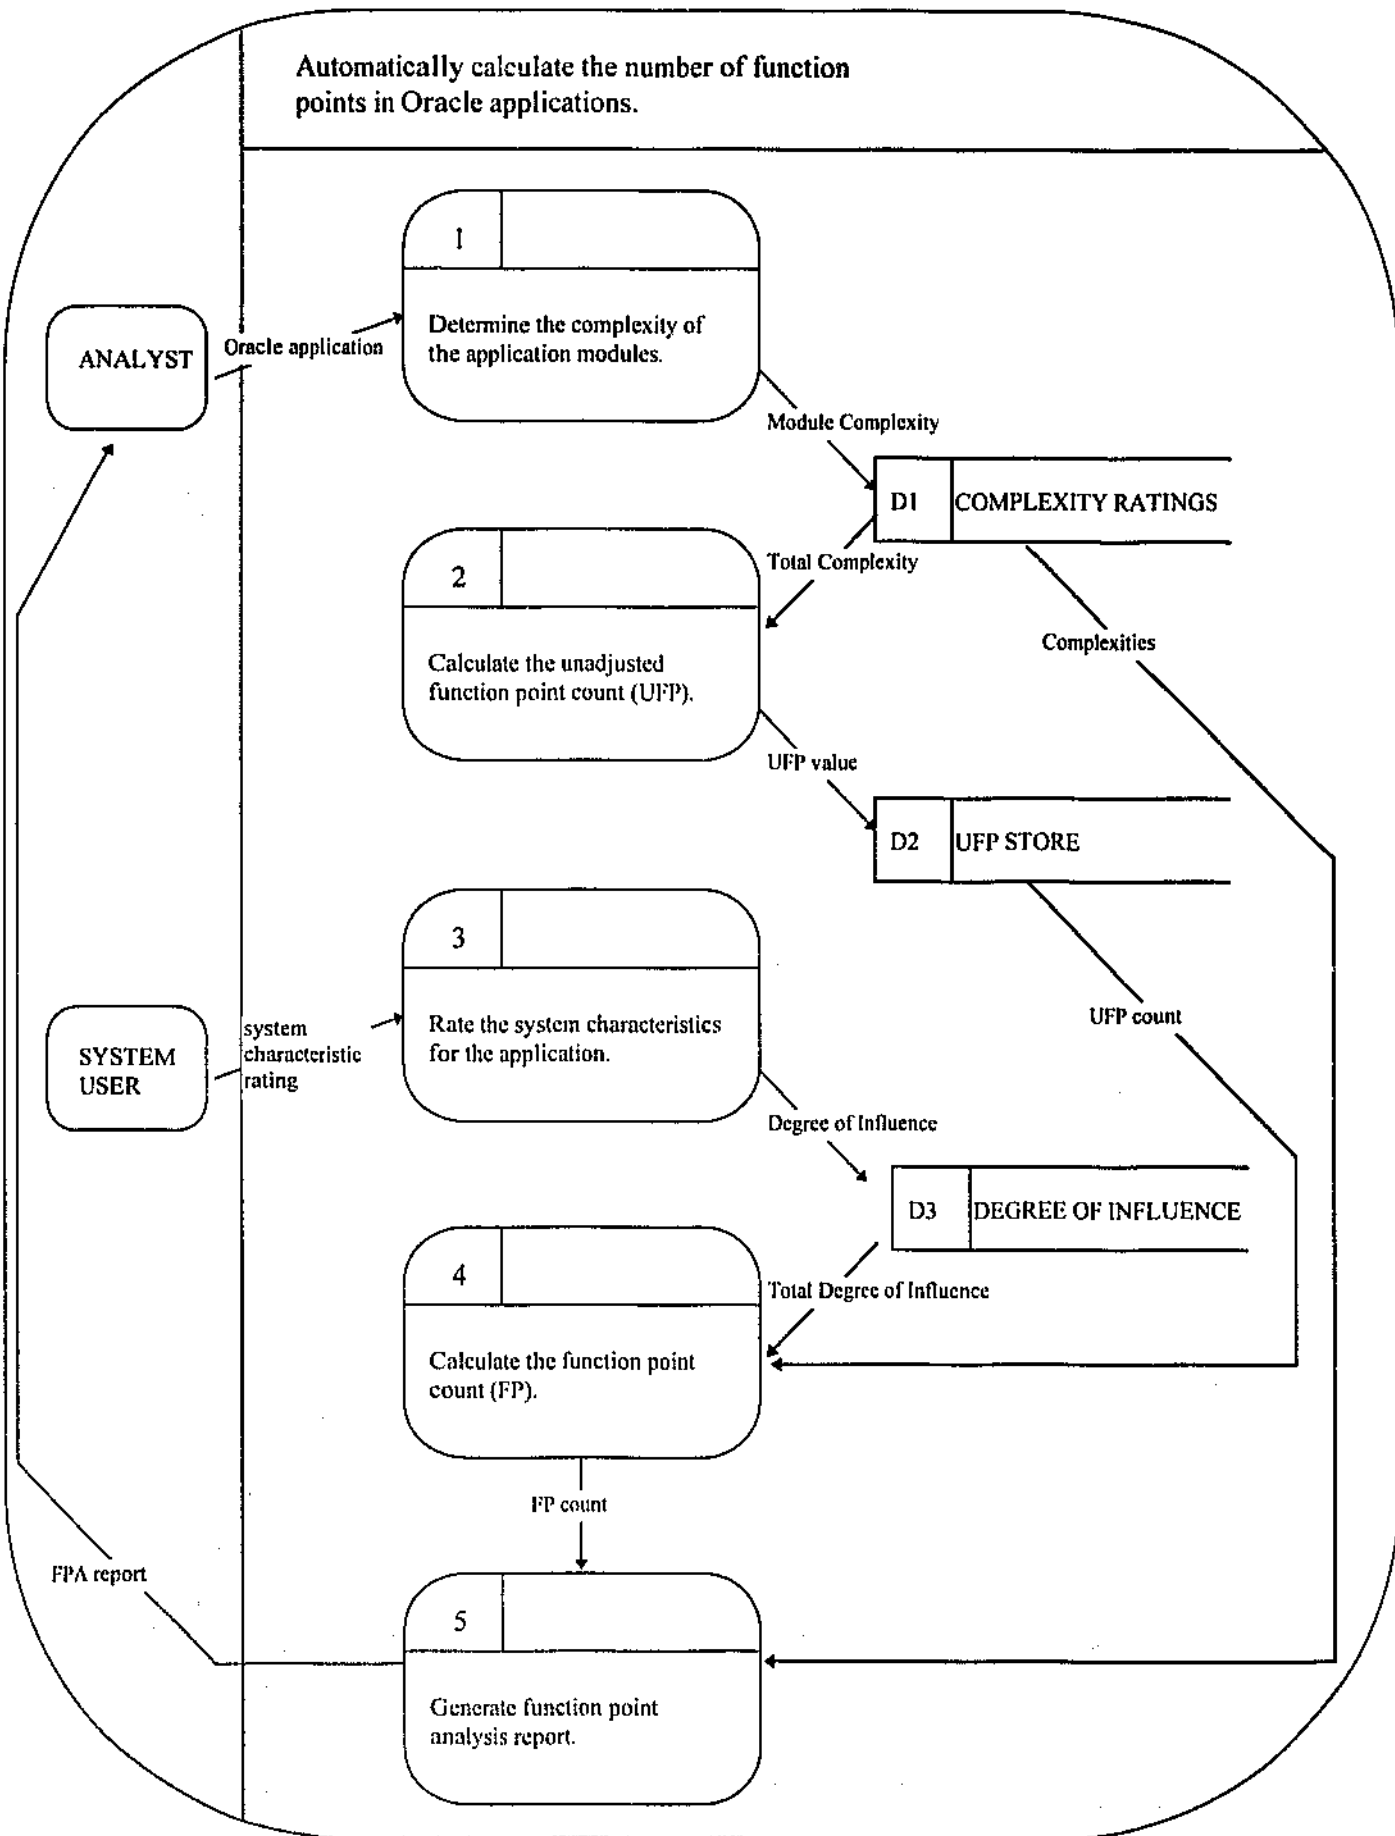 Automatically calculate the number of function
points in Oracle applications.
1
Determine the complexity of
the application modules.
ANALYST
Oracle application
Module Complexity
D1 COMPLEXITY RATINGS
Total Complexity
2
Calculate the unadjusted
function point count (UFP).
Complexities
UFP value
D2 UFP STORE
3
Rate the system characteristics
for the application.
SYSTEM
USER
system
characteristic
rating
UFP count
Degree of Influence
D3 DEGREE OF INFLUENCE
Total Degree of Influence
4
Calculate the function point
count (FP).
FP count
FPA report
5
Generate function point
analysis report.